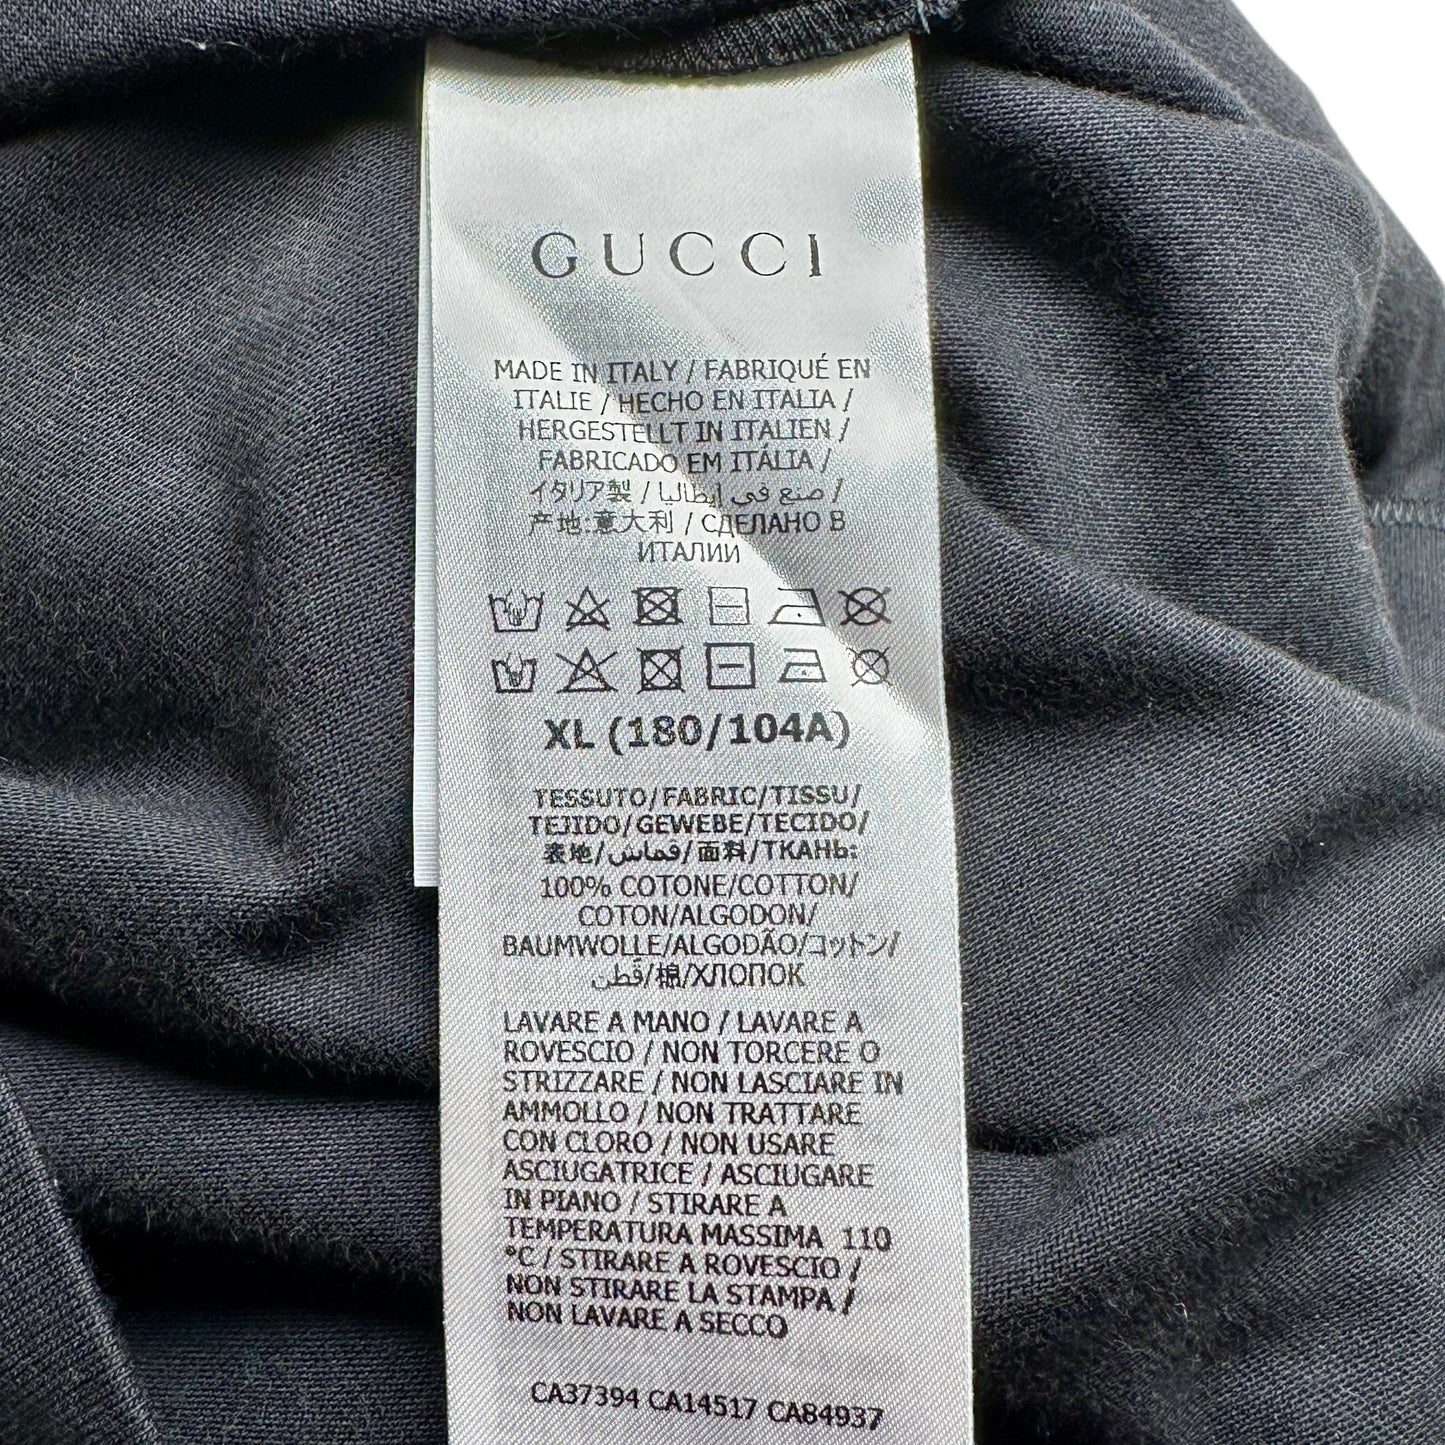 GUCCI
MADE IN ITALY / FABRIQUÉ EN
ITALIE / HECHO EN ITALIA /
HERGESTELLT IN ITALIEN /
FABRICADO EM ITÁLIA /
イタリア製 / صنع في إيطاليا /
产地:意大利 / СДЕЛАНО В
ИТАЛИИ
XL (180/104A)
TESSUTO/FABRIC/TISSU/
TEJIDO/GEWEBE/TECIDO/
表地/قماش/面料/ТКАНЬ:
100% COTONE/COTTON/
COTON/ALGODON/
BAUMWOLLE/ALGODÃO/コットン/
قطن/棉/ХЛОПОК
LAVARE A MANO / LAVARE A
ROVESCIO / NON TORCERE O
STRIZZARE / NON LASCIARE IN
AMMOLLO / NON TRATTARE
CON CLORO / NON USARE
ASCIUGATRICE / ASCIUGARE
IN PIANO / STIRARE A
TEMPERATURA MASSIMA 110
°C / STIRARE A ROVESCIO /
NON STIRARE LA STAMPA /
NON LAVARE A SECCO
CA37394 CA14517 CA84937